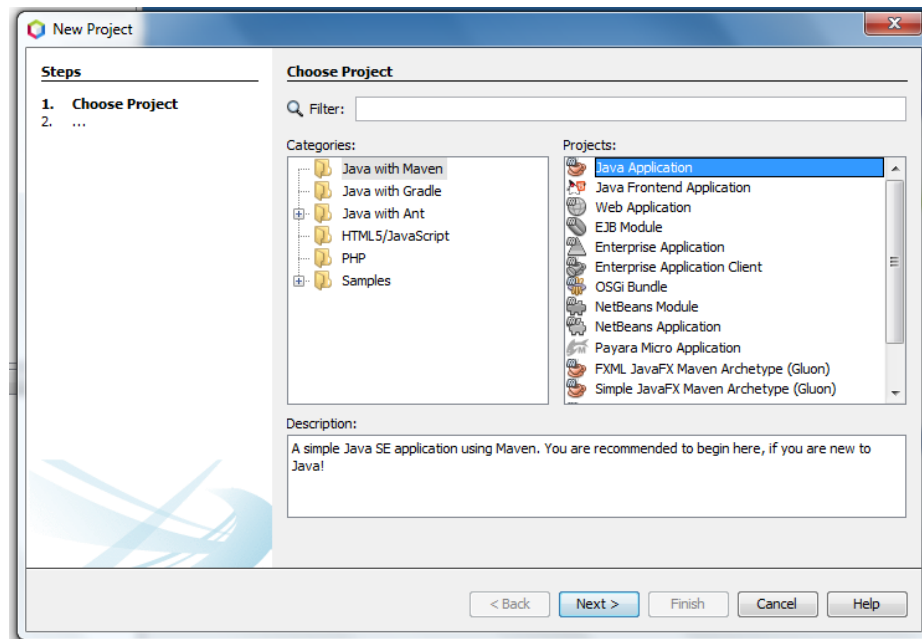 New Project
Steps
1. Choose Project
2. ...
Choose Project
Filter:
Categories:
Java with Maven
Java with Gradle
Java with Ant
HTML5/JavaScript
PHP
Samples
Projects:
Java Application
Java Frontend Application
Web Application
EJB Module
Enterprise Application
Enterprise Application Client
OSGi Bundle
NetBeans Module
NetBeans Application
Payara Micro Application
FXML JavaFX Maven Archetype (Gluon)
Simple JavaFX Maven Archetype (Gluon)
Description:
A simple Java SE application using Maven. You are recommended to begin here, if you are new to
Java!
< Back Next > Finish Cancel Help